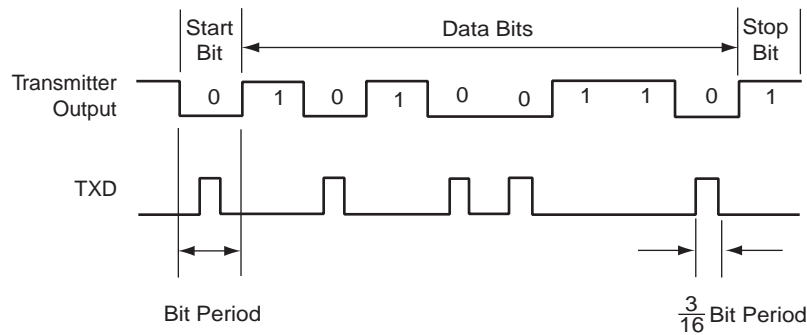 Start Bit
Data Bits
Stop Bit
Transmitter Output
0 1 0 1 0 0 1 1 0 1
TXD
Bit Period
3/16 Bit Period